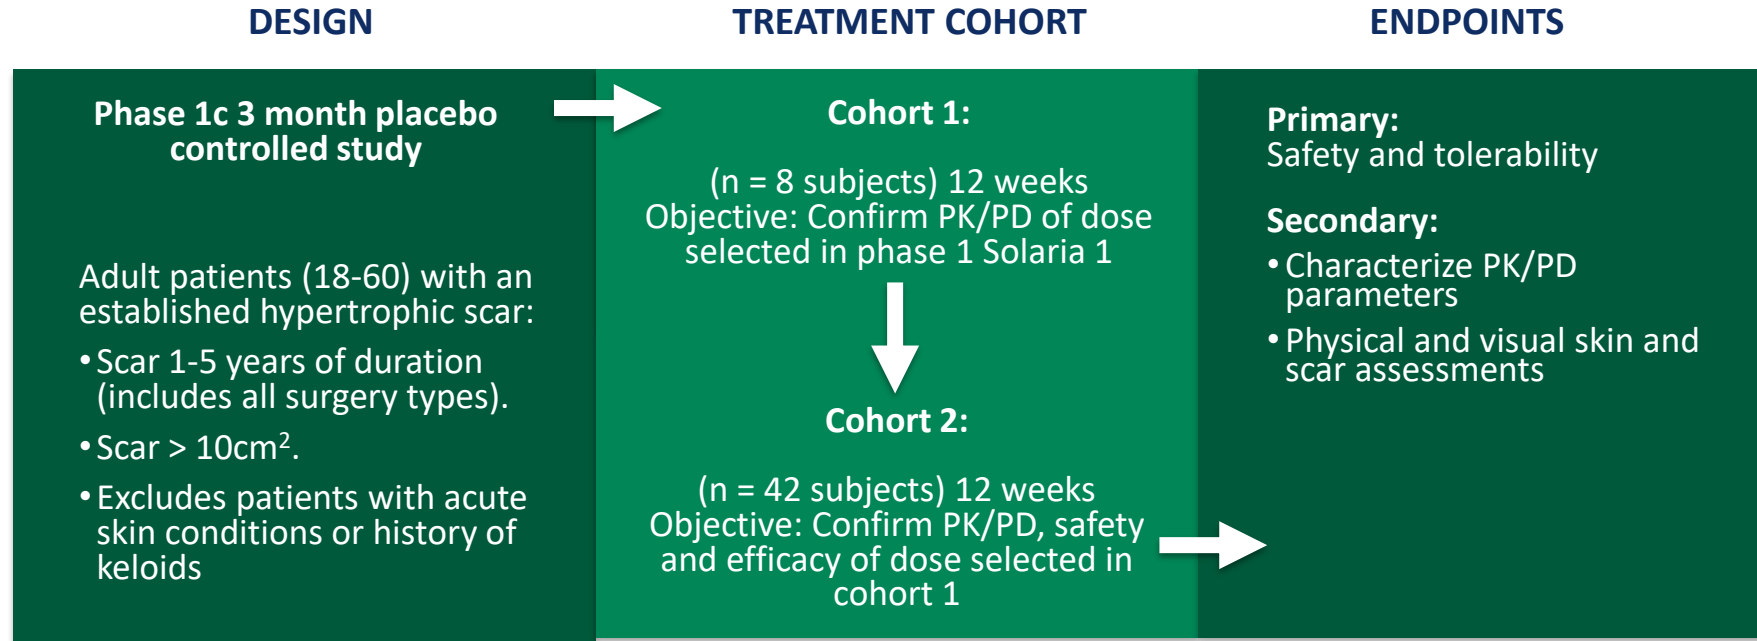 DESIGN
TREATMENT COHORT
ENDPOINTS
Phase 1c 3 month placebo
controlled study
Adult patients (18-60) with an
established hypertrophic scar:
• Scar 1-5 years of duration
(includes all surgery types).
• Scar > 10cm².
• Excludes patients with acute
skin conditions or history of
keloids
Cohort 1:
(n = 8 subjects) 12 weeks
Objective: Confirm PK/PD of dose
selected in phase 1 Solaria 1
Cohort 2:
(n = 42 subjects) 12 weeks
Objective: Confirm PK/PD, safety
and efficacy of dose selected in
cohort 1
Primary:
Safety and tolerability
Secondary:
• Characterize PK/PD
parameters
• Physical and visual skin and
scar assessments